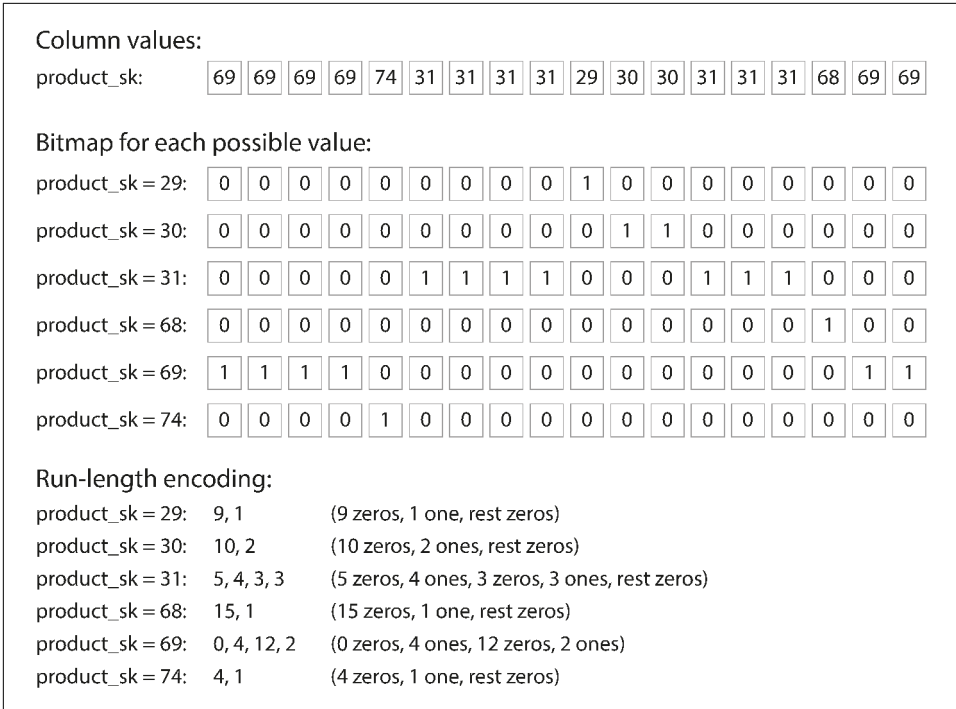 Column values:
product_sk: 69 69 69 69 74 31 31 31 31 29 30 30 31 31 31 68 69 69
Bitmap for each possible value:
product_sk = 29: 0 0 0 0 0 0 0 0 0 1 0 0 0 0 0 0 0 0
product_sk = 30: 0 0 0 0 0 0 0 0 0 0 1 1 0 0 0 0 0 0
product_sk = 31: 0 0 0 0 0 1 1 1 1 0 0 0 1 1 1 0 0 0
product_sk = 68: 0 0 0 0 0 0 0 0 0 0 0 0 0 0 0 1 0 0
product_sk = 69: 1 1 1 1 0 0 0 0 0 0 0 0 0 0 0 0 1 1
product_sk = 74: 0 0 0 0 1 0 0 0 0 0 0 0 0 0 0 0 0 0
Run-length encoding:
product_sk = 29: 9, 1 (9 zeros, 1 one, rest zeros)
product_sk = 30: 10, 2 (10 zeros, 2 ones, rest zeros)
product_sk = 31: 5, 4, 3, 3 (5 zeros, 4 ones, 3 zeros, 3 ones, rest zeros)
product_sk = 68: 15, 1 (15 zeros, 1 one, rest zeros)
product_sk = 69: 0, 4, 12, 2 (0 zeros, 4 ones, 12 zeros, 2 ones)
product_sk = 74: 4, 1 (4 zeros, 1 one, rest zeros)